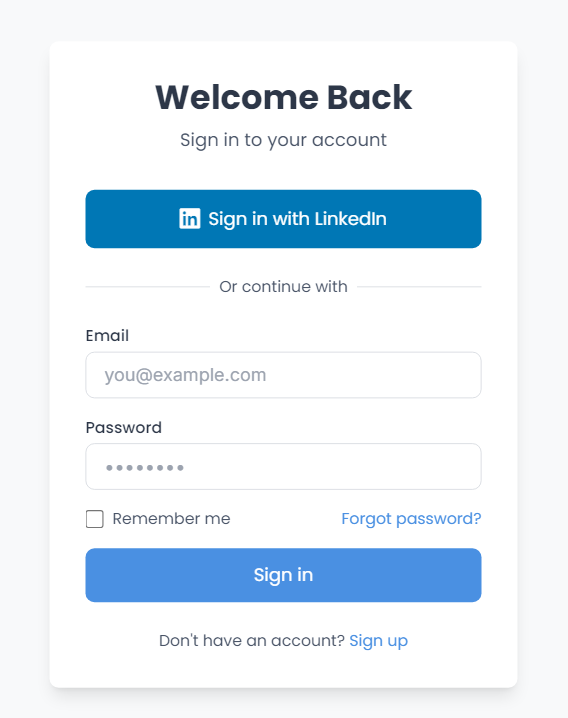 Welcome Back
Sign in to your account
in Sign in with LinkedIn
Or continue with
Email
you@example.com
Password
••••••••
Remember me
Forgot password?
Sign in
Don't have an account? Sign up